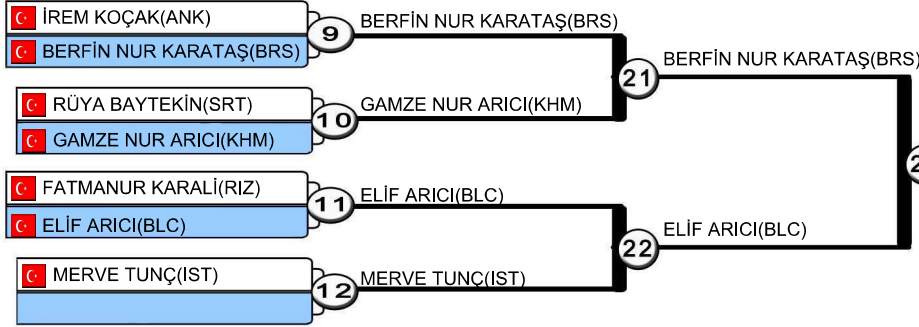 İREM KOÇAK(ANK)
BERFİN NUR KARATAŞ(BRS)
9
BERFİN NUR KARATAŞ(BRS)
21
BERFİN NUR KARATAŞ(BRS)
RÜYA BAYTEKİN(SRT)
GAMZE NUR ARICI(KHM)
10
GAMZE NUR ARICI(KHM)
FATMANUR KARALİ(RIZ)
ELİF ARICI(BLC)
11
ELİF ARICI(BLC)
22
ELİF ARICI(BLC)
MERVE TUNÇ(IST)
12
MERVE TUNÇ(IST)